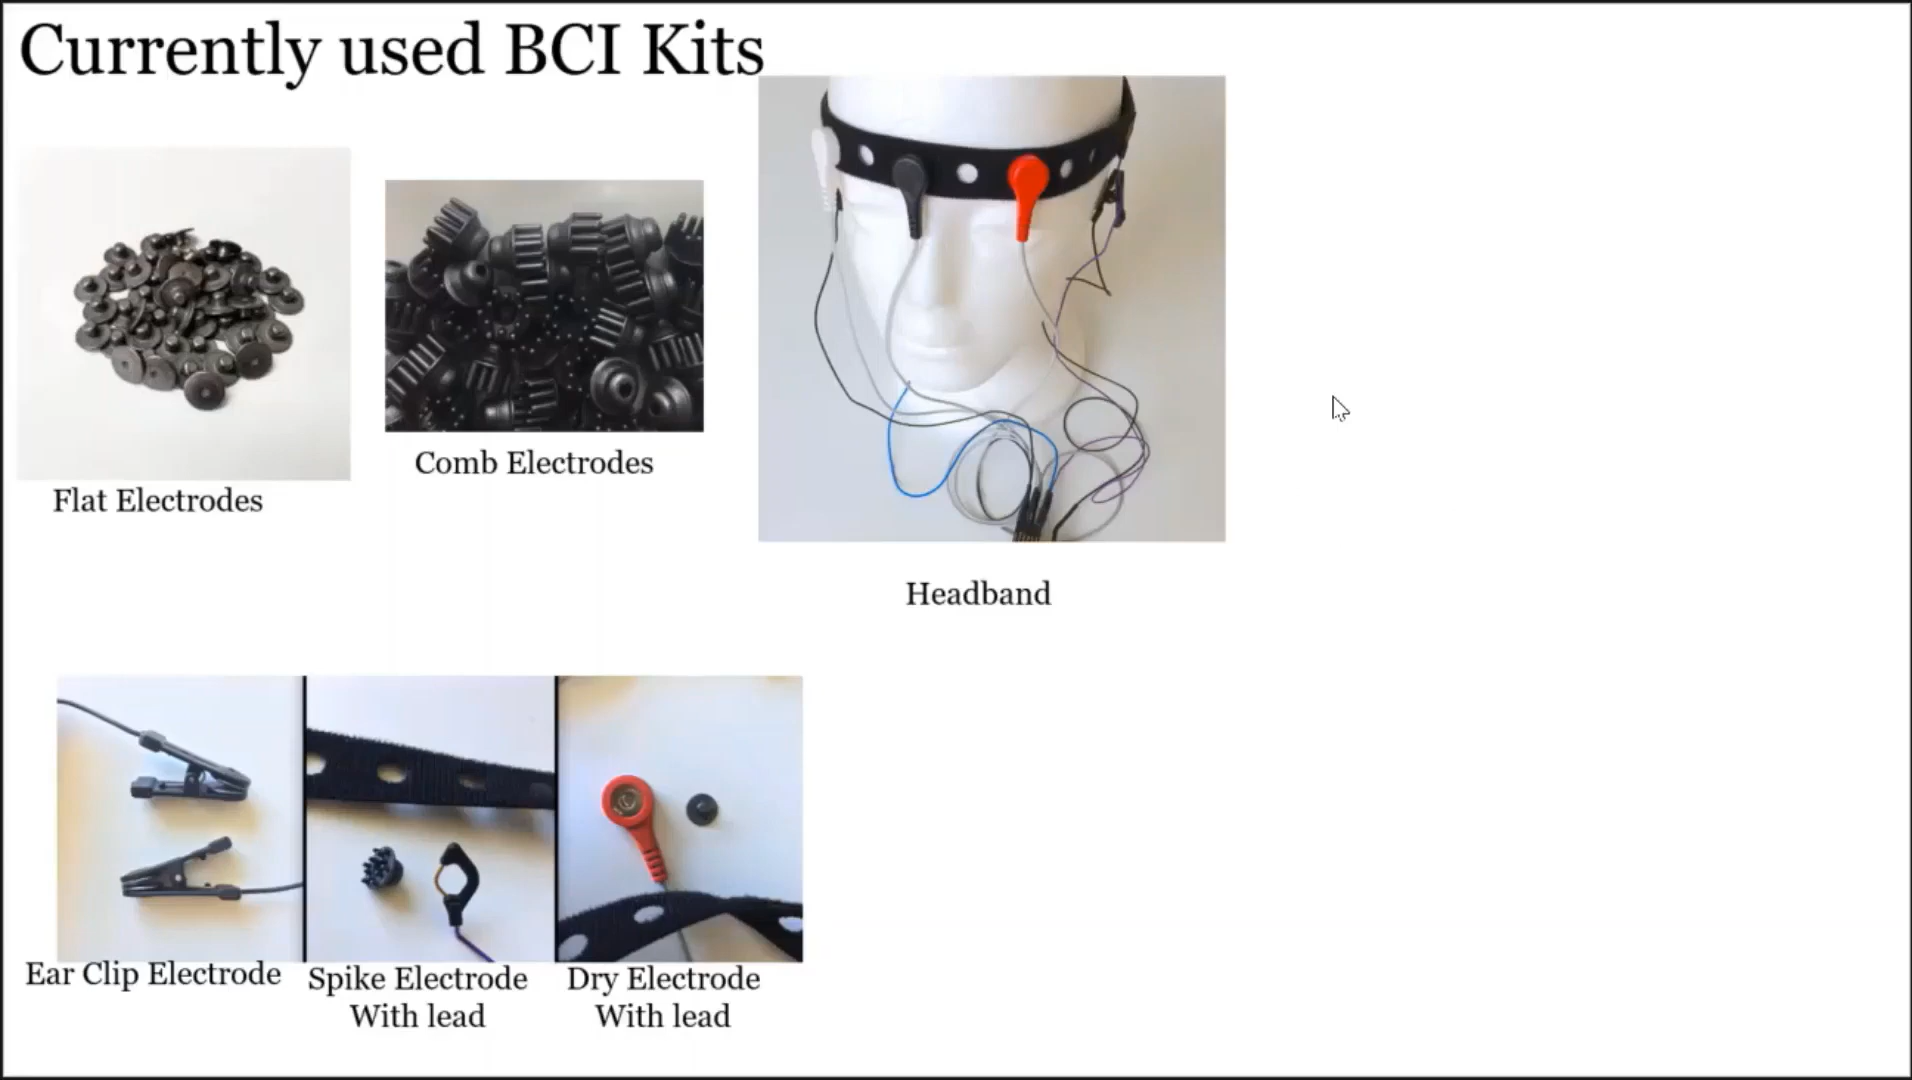 Currently used BCI Kits
Flat Electrodes
Comb Electrodes
Headband
Ear Clip Electrode
Spike Electrode
With lead
Dry Electrode
With lead